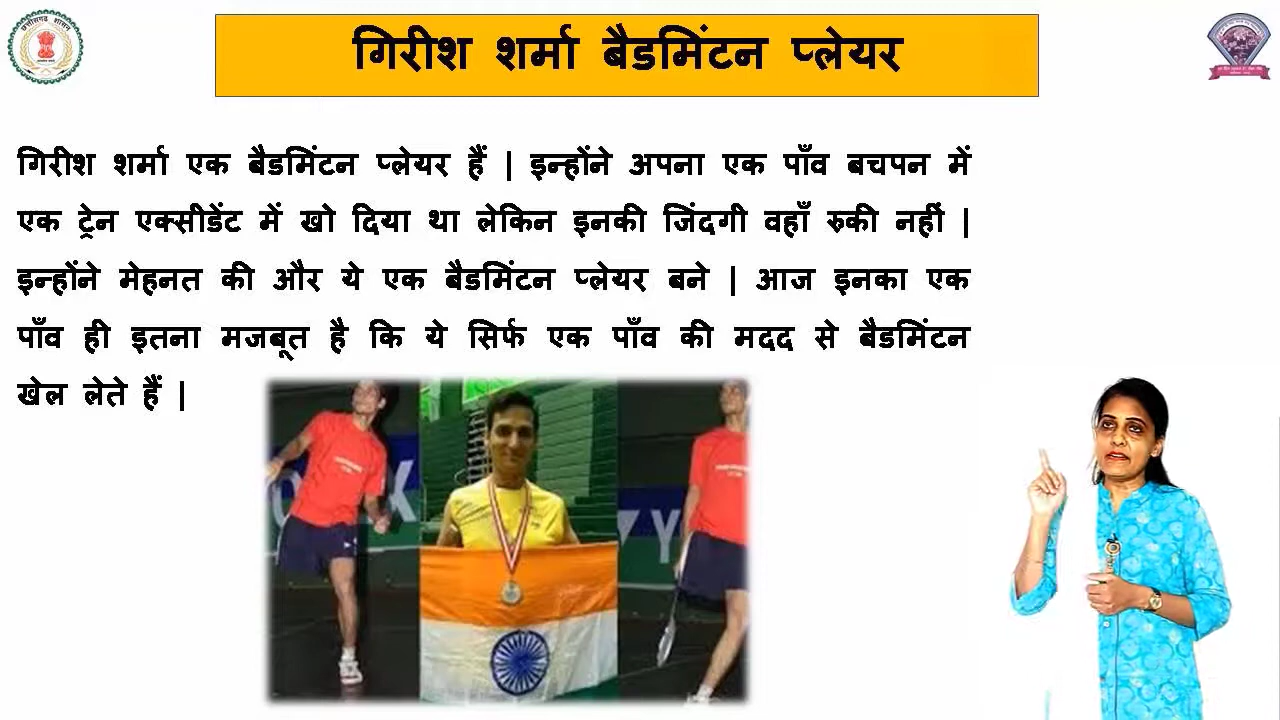 गिरीश शर्मा बैडमिंटन प्लेयर
गिरीश शर्मा एक बैडमिंटन प्लेयर हैं | इन्होंने अपना एक पाँव बचपन में
एक ट्रेन एक्सीडेंट में खो दिया था लेकिन इनकी जिंदगी वहाँ रुकी नहीं |
इन्होंने मेहनत की और ये एक बैडमिंटन प्लेयर बने | आज इनका एक
पाँव ही इतना मजबूत है कि ये सिर्फ एक पाँव की मदद से बैडमिंटन
खेल लेते हैं |